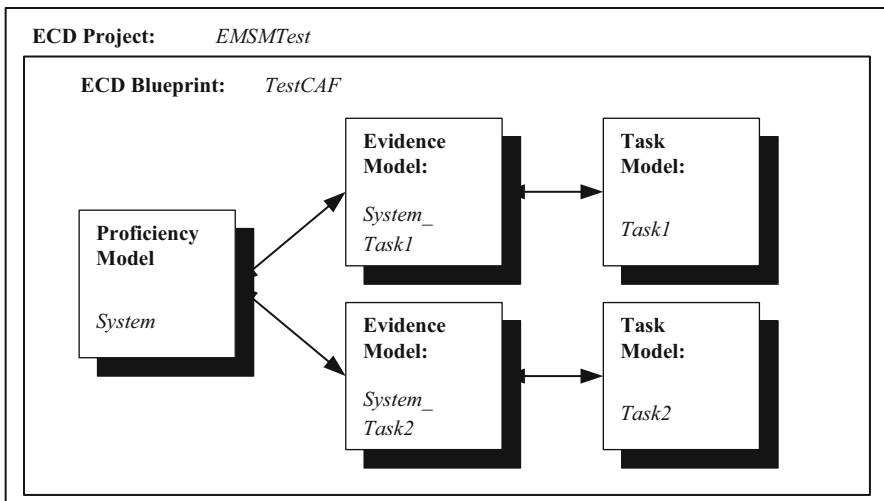 ECD Project: EMSMTest
ECD Blueprint: TestCAF
Proficiency
Model
System
Evidence
Model:
System_
Task1
Task
Model:
Task1
Evidence
Model:
System_
Task2
Task
Model:
Task2